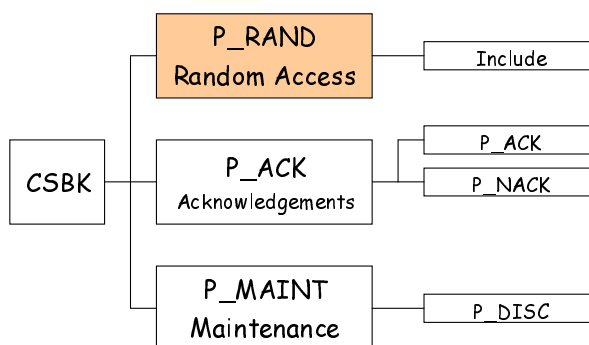 P_RAND
Random Access
Include
CSBK
P_ACK
Acknowledgements
P_ACK
P_NACK
P_MAINT
Maintenance
P_DISC